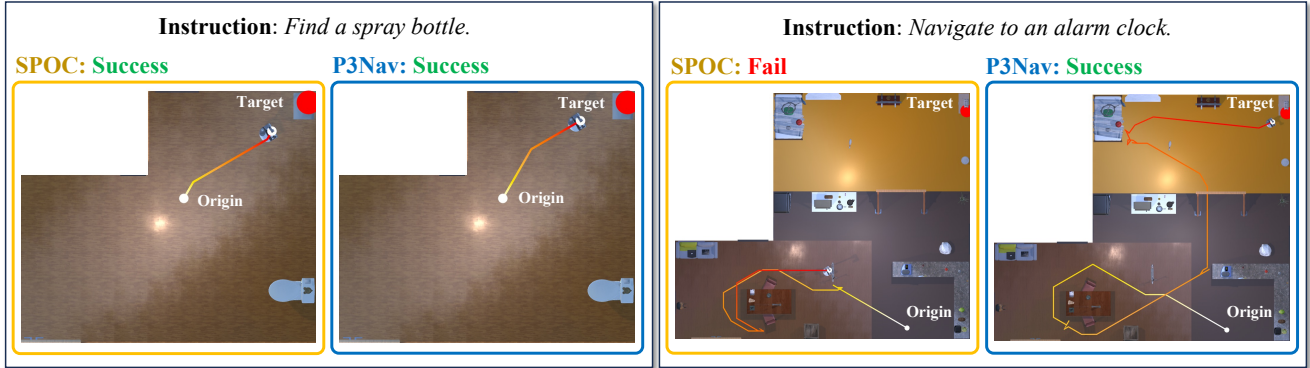 Instruction: Find a spray bottle.
SPOC: Success
P3Nav: Success
Target
Origin
Target
Origin
Instruction: Navigate to an alarm clock.
SPOC: Fail
P3Nav: Success
Target
Origin
Target
Origin